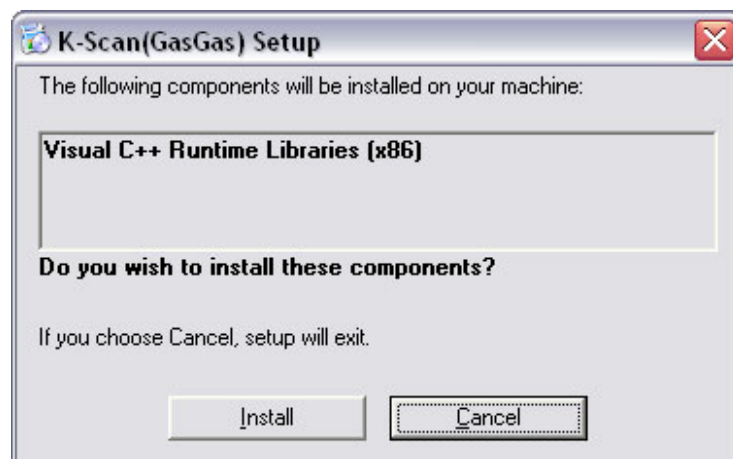 K-Scan(GasGas) Setup
The following components will be installed on your machine:
Visual C++ Runtime Libraries (x86)
Do you wish to install these components?
If you choose Cancel, setup will exit.
Install
Cancel